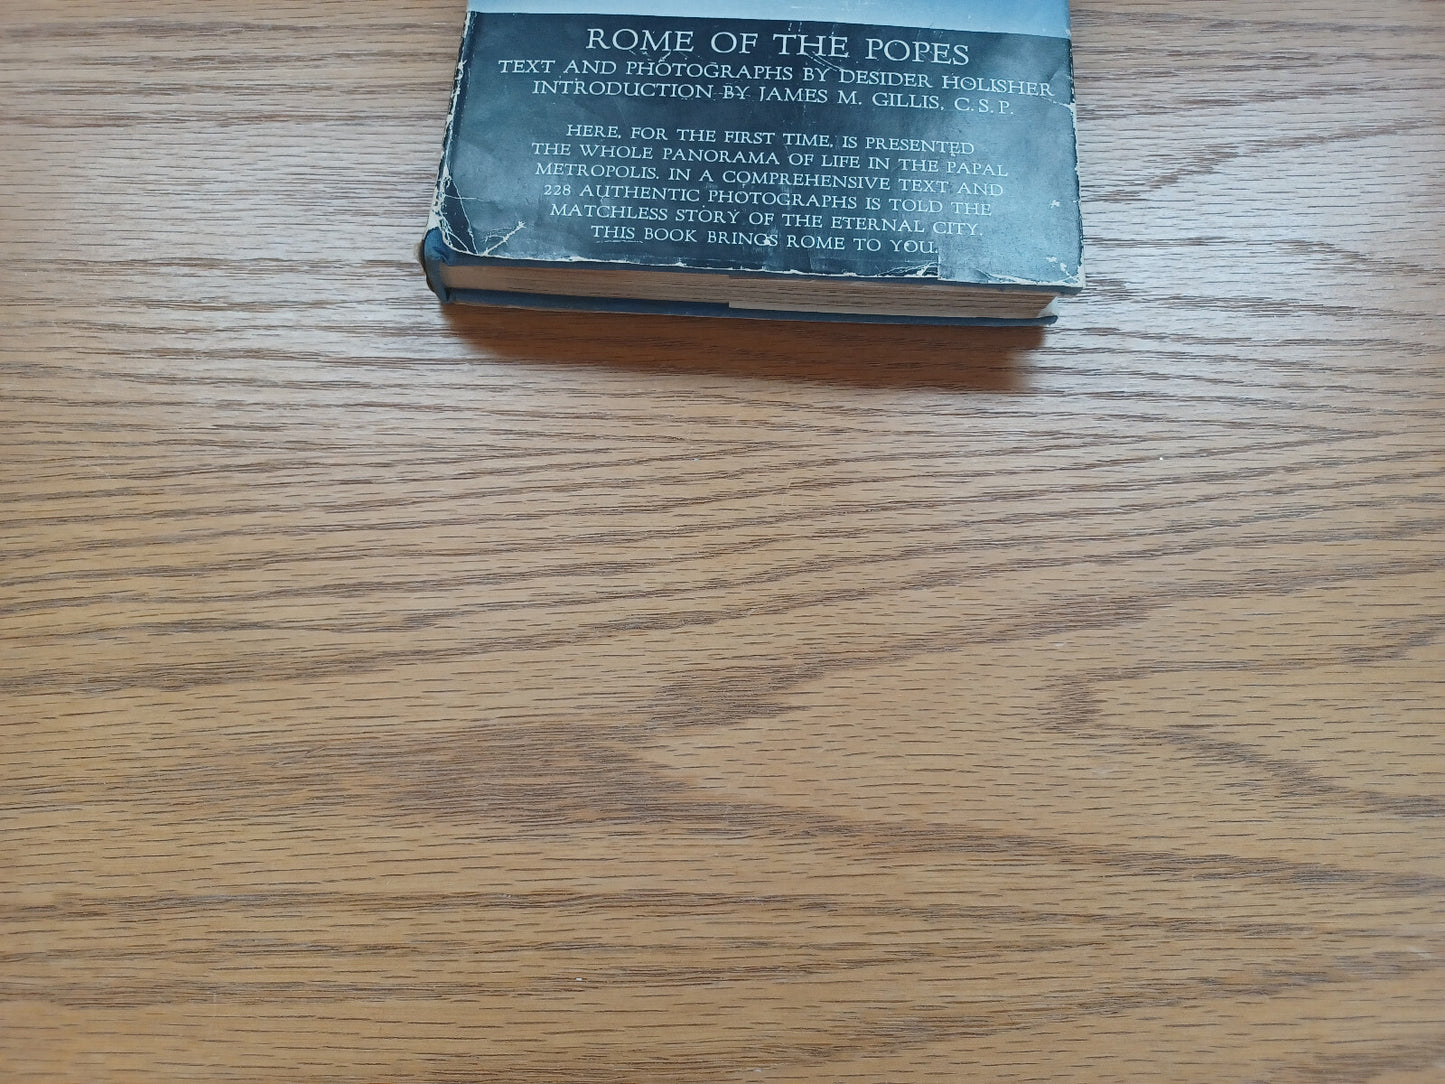 ROME OF THE POPES
TEXT AND PHOTOGRAPHS BY DESIDER HOLISHER
INTRODUCTION BY JAMES M. GILLIS, C.S.P.
HERE, FOR THE FIRST TIME, IS PRESENTED
THE WHOLE PANORAMA OF LIFE IN THE PAPAL
METROPOLIS. IN A COMPREHENSIVE TEXT AND
228 AUTHENTIC PHOTOGRAPHS IS TOLD THE
MATCHLESS STORY OF THE ETERNAL CITY.
THIS BOOK BRINGS ROME TO YOU.